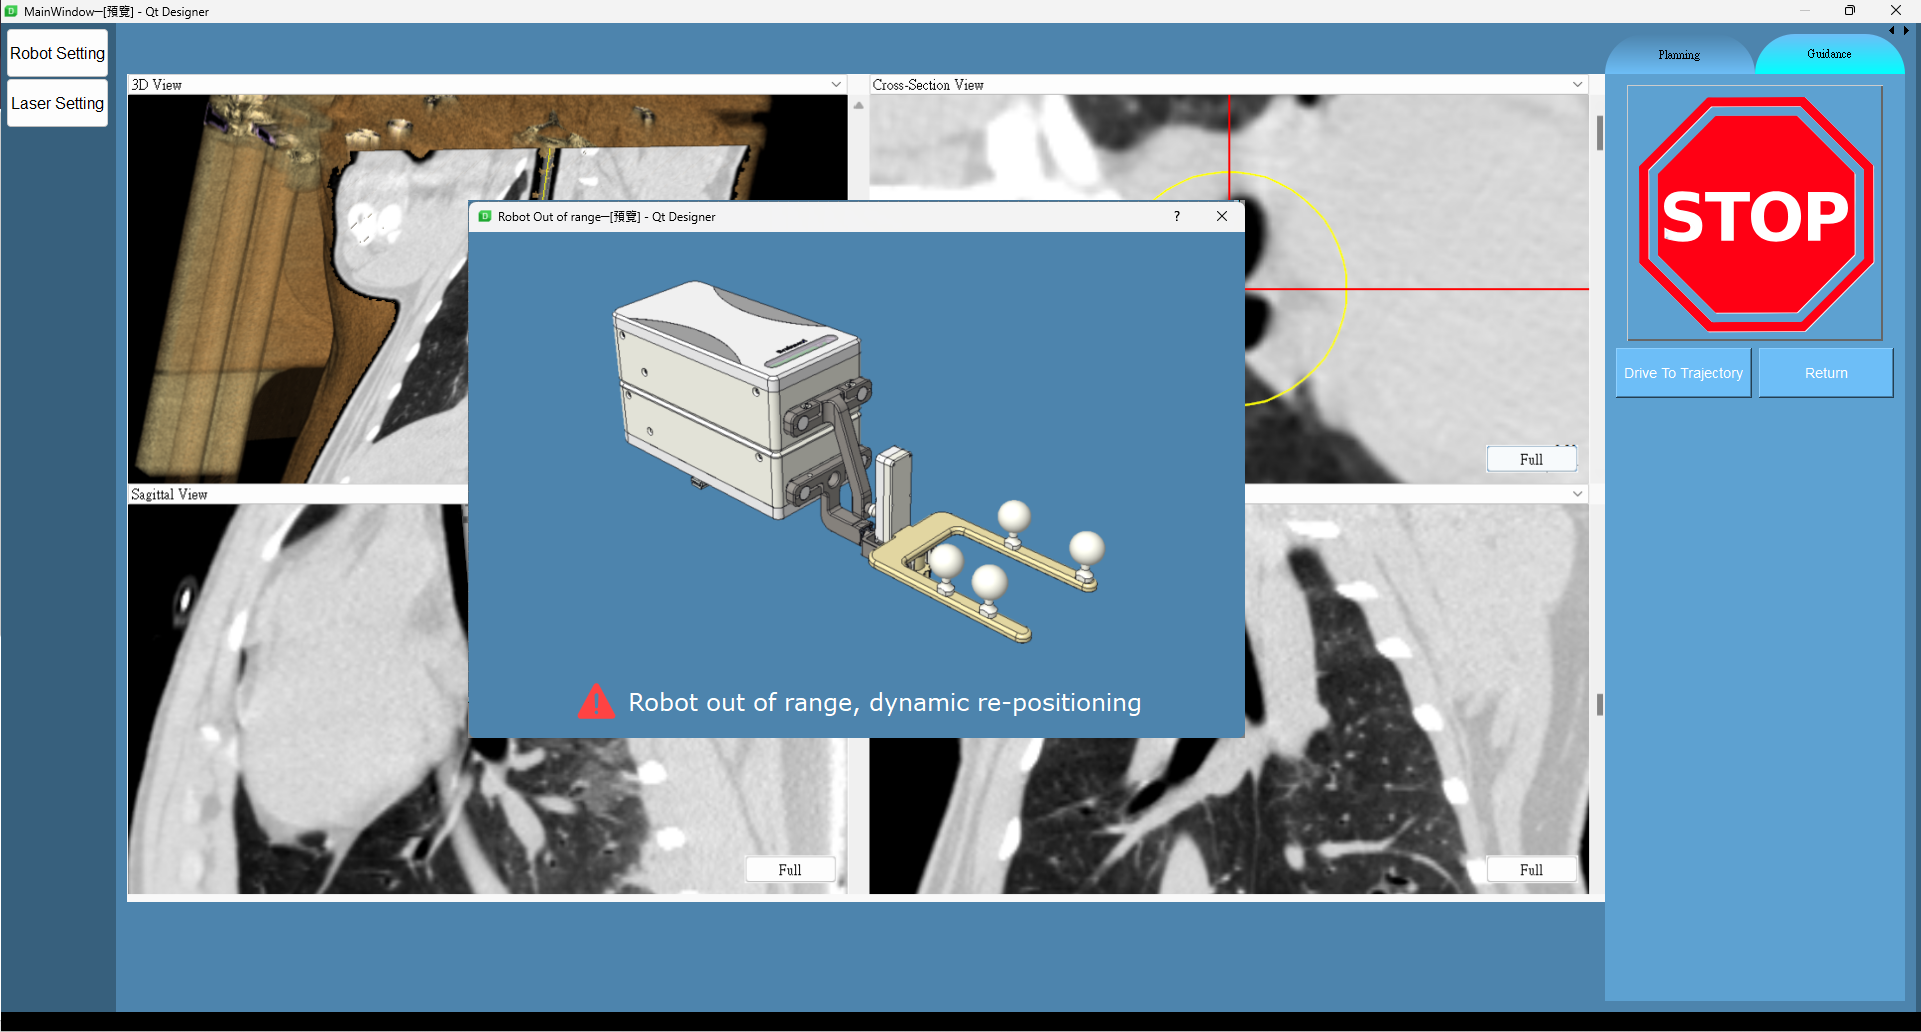 MainWindow─[預覽] - Qt Designer
Robot Setting
Laser Setting
Planning
Guidance
3D View
Cross-Section View
STOP
Robot Out of range─[預覽] - Qt Designer
?
Drive To Trajectory
Return
Full
Sagittal View
Robot out of range, dynamic re-positioning
Full
Full